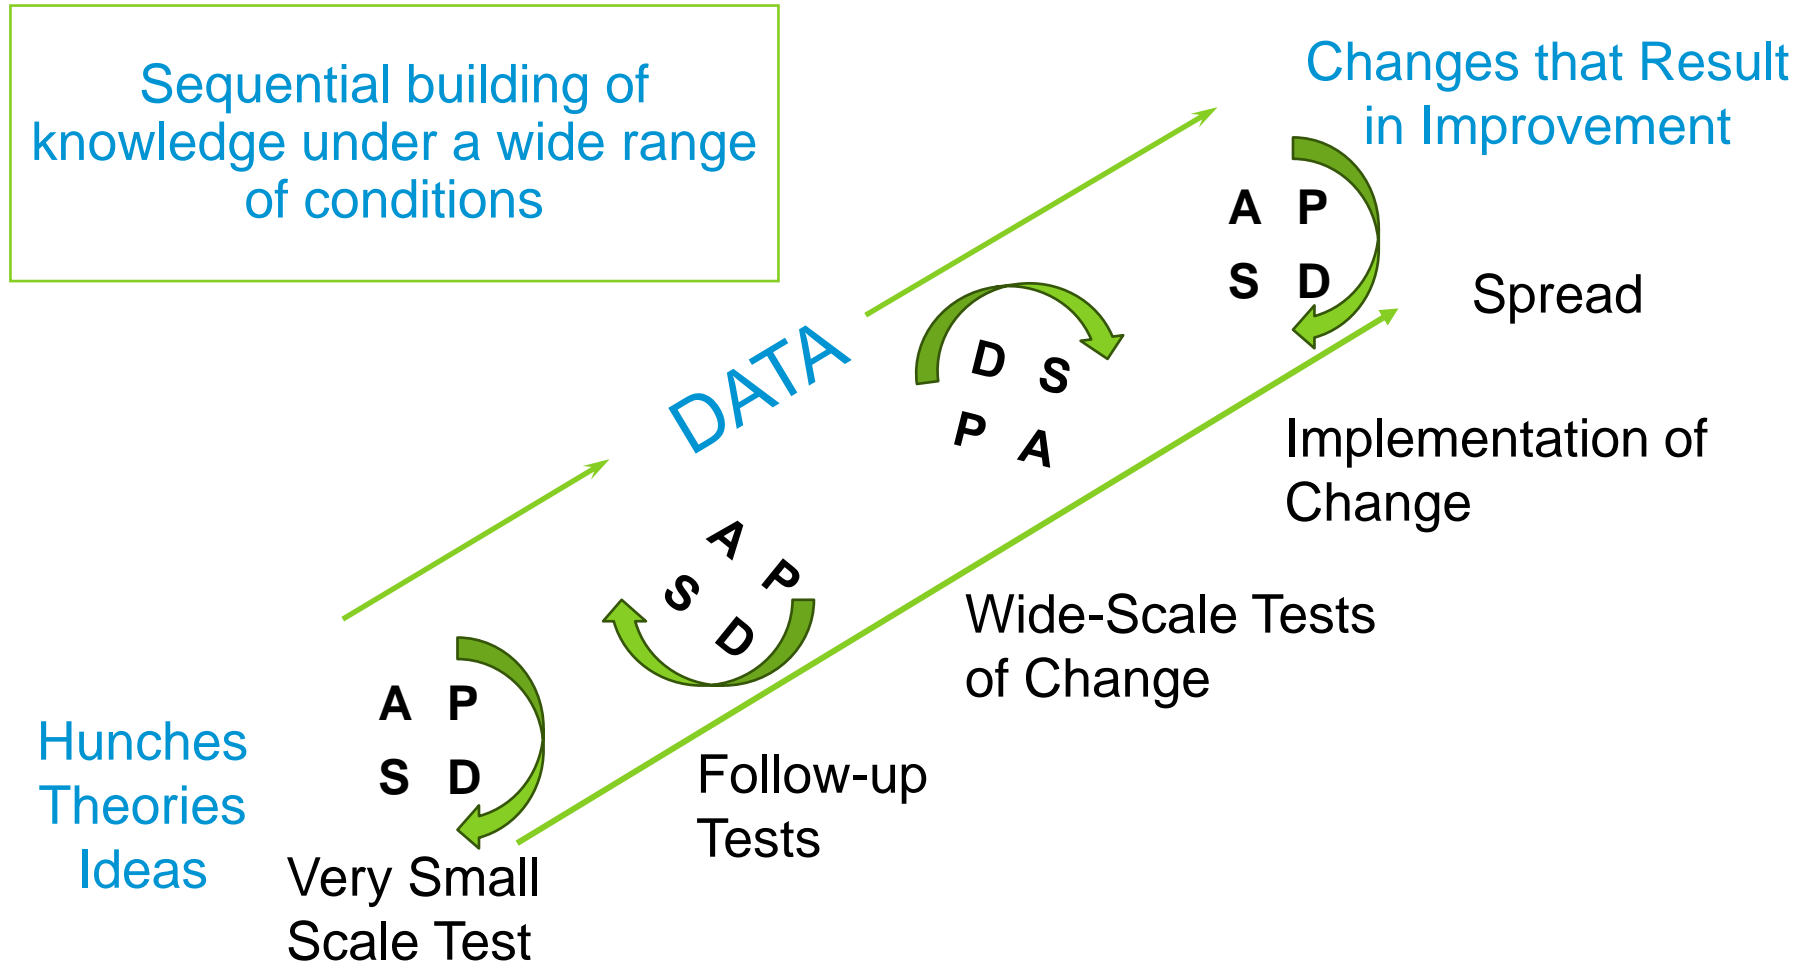 Sequential building of
knowledge under a wide range
of conditions
Changes that Result
in Improvement
A P
S D
Spread
DATA
D S
P A
Implementation of
Change
A P
S D
Wide-Scale Tests
of Change
A P
S D
Follow-up
Tests
Hunches
Theories
Ideas
Very Small
Scale Test